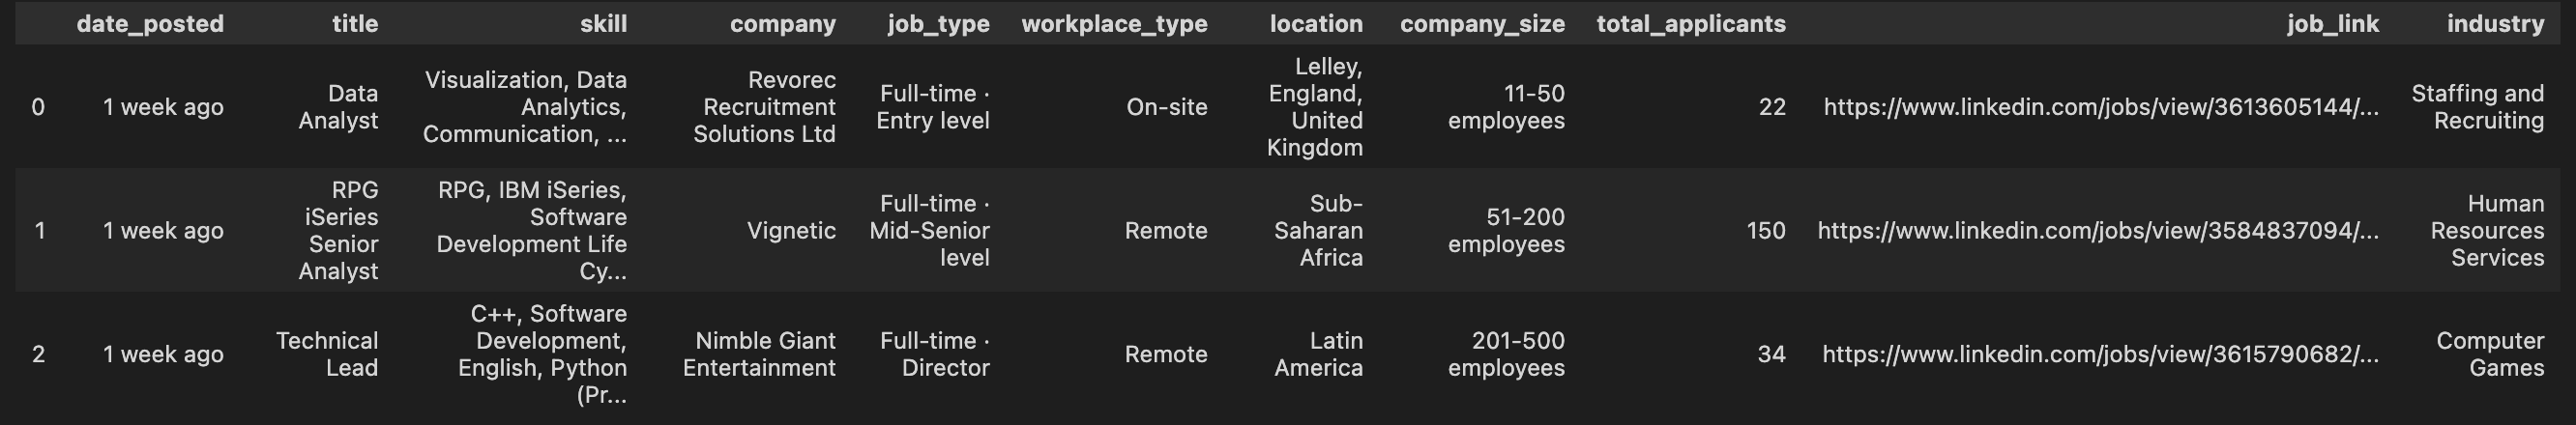 date_posted title skill company job_type workplace_type location company_size total_applicants job_link industry
0 1 week ago Data Analyst Visualization, Data Analytics, Communication, ... Revorec Recruitment Solutions Ltd Full-time · Entry level On-site Lelley, England, United Kingdom 11-50 employees 22 https://www.linkedin.com/jobs/view/3613605144/... Staffing and Recruiting
1 1 week ago RPG iSeries Senior Analyst RPG, IBM iSeries, Software Development Life Cy... Vignetic Full-time · Mid-Senior level Remote Sub-Saharan Africa 51-200 employees 150 https://www.linkedin.com/jobs/view/3584837094/... Human Resources Services
2 1 week ago Technical Lead C++, Software Development, English, Python (Pr... Nimble Giant Entertainment Full-time · Director Remote Latin America 201-500 employees 34 https://www.linkedin.com/jobs/view/3615790682/... Computer Games